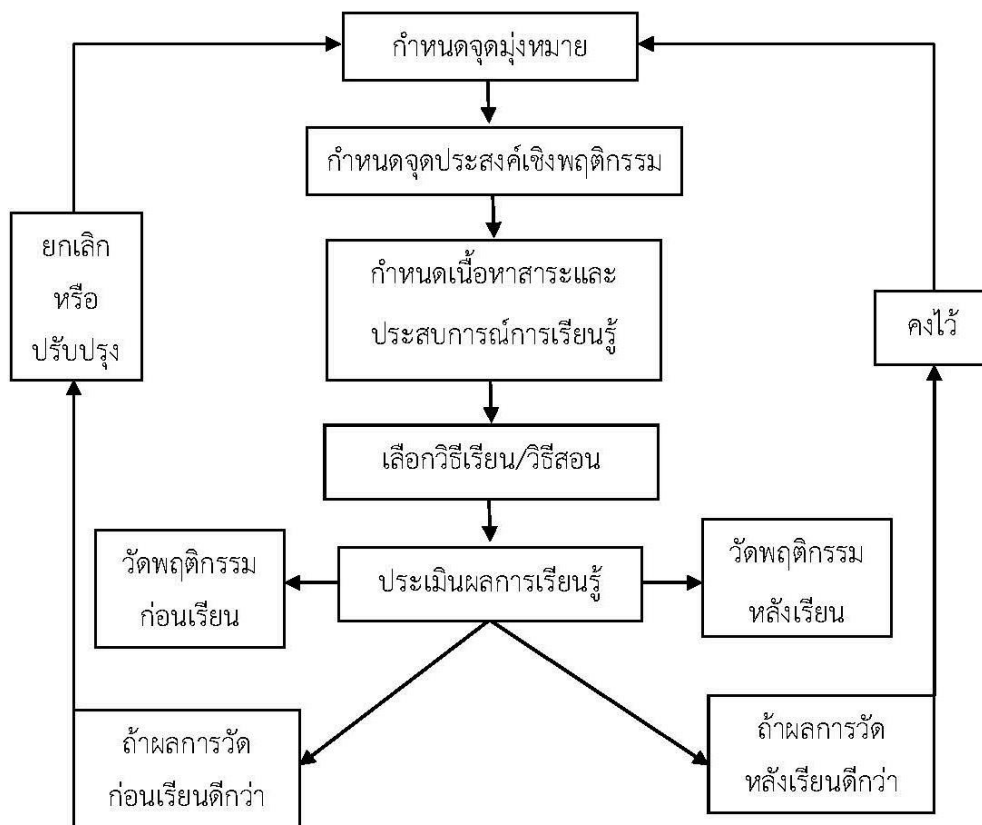 กำหนดจุดมุ่งหมาย
กำหนดจุดประสงค์เชิงพฤติกรรม
ยกเลิก
หรือ
ปรับปรุง
กำหนดเนื้อหาสาระและ
ประสบการณ์การเรียนรู้
คงไว้
เลือกวิธีเรียน/วิธีสอน
วัดพฤติกรรม
ก่อนเรียน
ประเมินผลการเรียนรู้
วัดพฤติกรรม
หลังเรียน
ถ้าผลการวัด
ก่อนเรียนดีกว่า
ถ้าผลการวัด
หลังเรียนดีกว่า